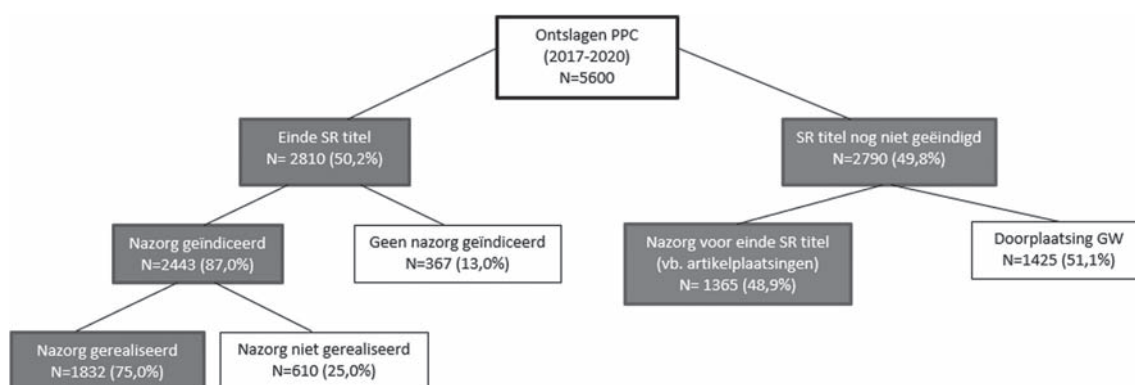 Ontslagen PPC
(2017-2020)
N=5600
Einde SR titel
N= 2810 (50,2%)
SR titel nog niet geëindigd
N=2790 (49,8%)
Nazorg geïndiceerd
N=2443 (87,0%)
Geen nazorg geïndiceerd
N=367 (13,0%)
Nazorg voor einde SR titel
(vb. artikelplaatsingen)
N= 1365 (48,9%)
Doorplaatsing GW
N=1425 (51,1%)
Nazorg gerealiseerd
N=1832 (75,0%)
Nazorg niet gerealiseerd
N=610 (25,0%)